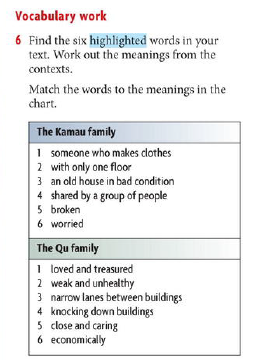 Vocabulary work
6 Find the six highlighted words in your
text. Work out the meanings from the
contexts.
Match the words to the meanings in the
chart.
The Kamau family
1 someone who makes clothes
2 with only one floor
3 an old house in bad condition
4 shared by a group of people
5 broken
6 worried
The Qu family
1 loved and treasured
2 weak and unhealthy
3 narrow lanes between buildings
4 knocking down buildings
5 close and caring
6 economically